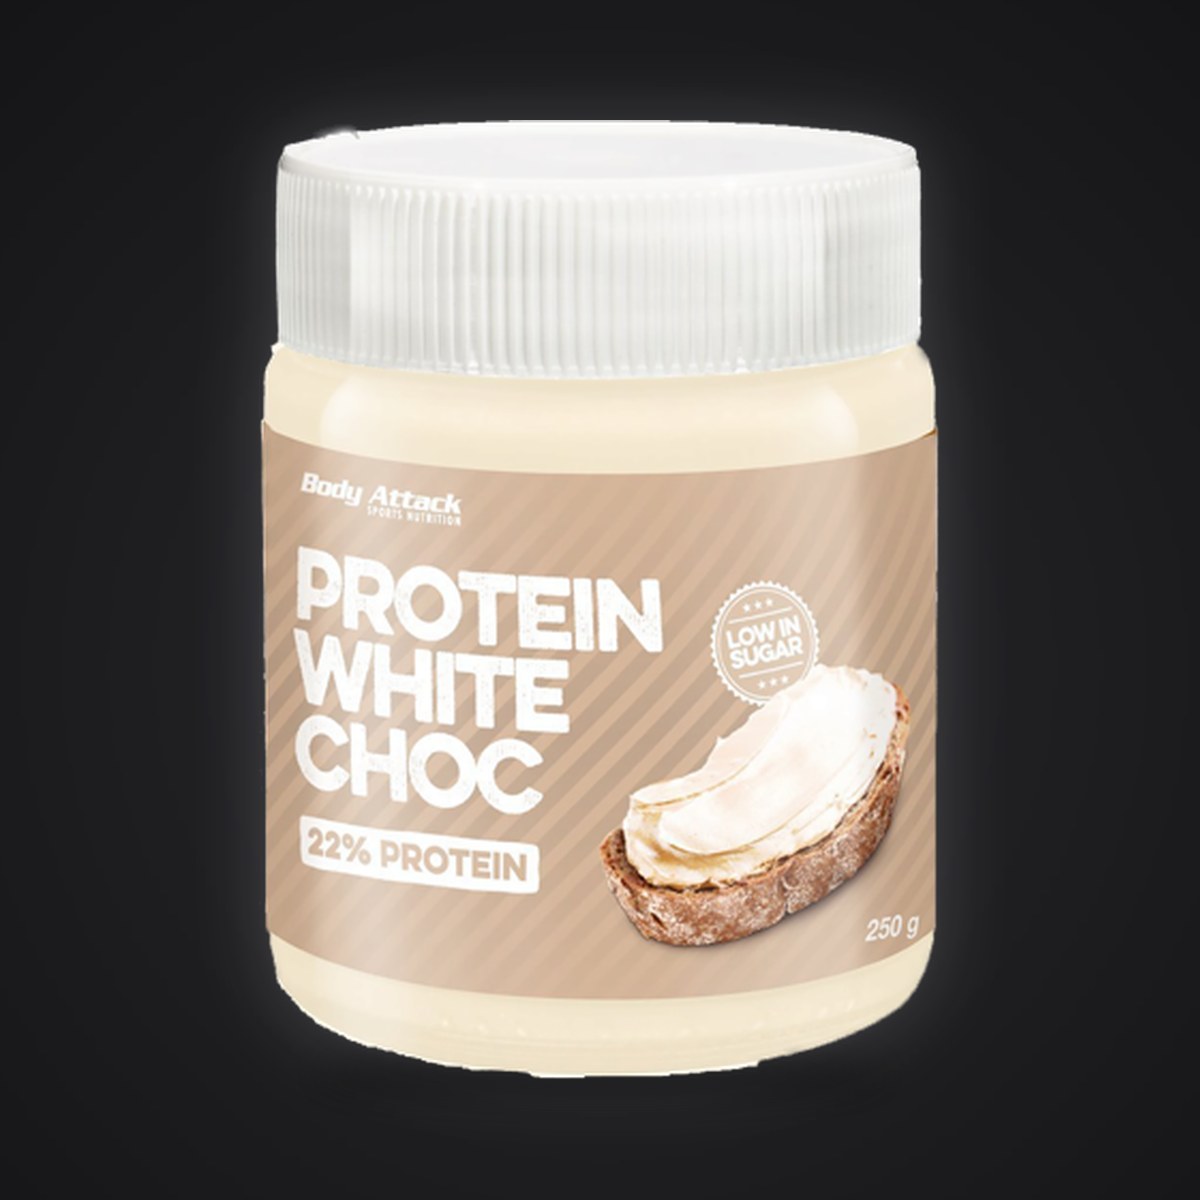 Body Attack
SPORTS NUTRITION
PROTEIN
WHITE
CHOC
22% PROTEIN
LOW IN
SUGAR
250 g